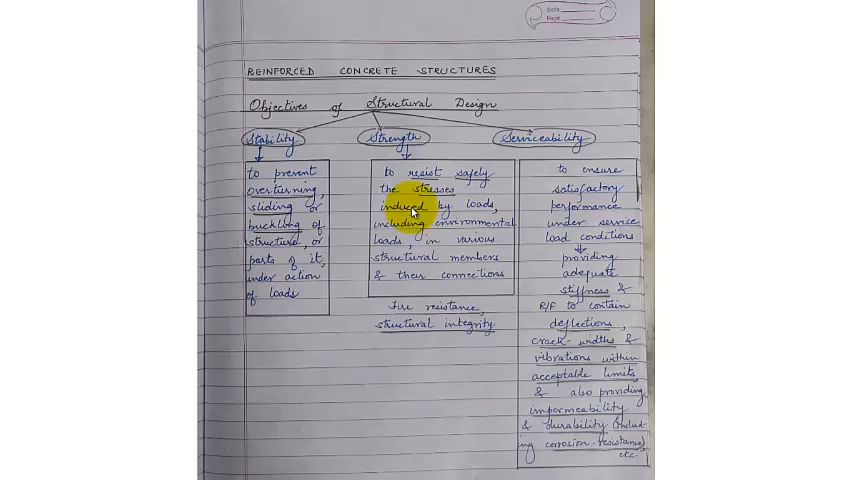 Date
Page
REINFORCED CONCRETE STRUCTURES
Objectives of Structural Design
Stability
Strength
Serviceability
to prevent
overturning,
sliding or
buckling of
structure, or
parts of it,
under action
of loads
to resist safely
the stresses
induced by loads,
including environmental
loads, in various
structural members
& their connections
Fire resistance,
structural integrity
to ensure
satisfactory
performance
under service
load conditions
providing
adequate
stiffness &
R/F to contain
deflections,
crack-widths &
vibrations within
acceptable limits,
& also providing
impermeability
& durability (includ
ing corrosion-resistance)
etc.